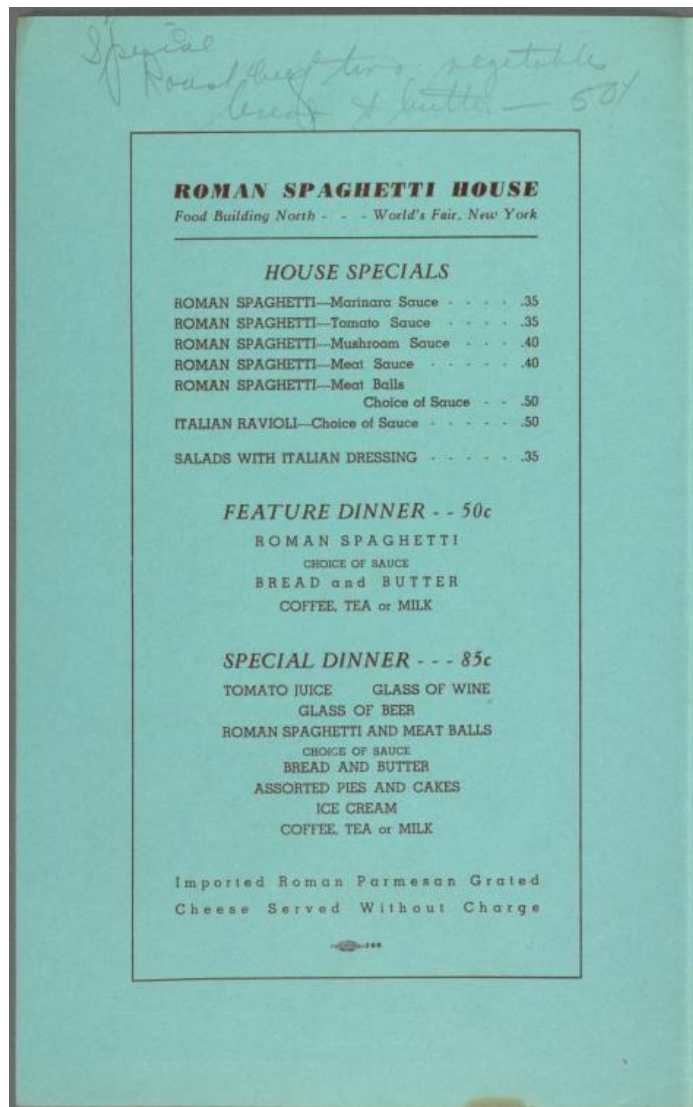 Special
Roast beef two vegetables
bread & butter — 50¢
ROMAN SPAGHETTI HOUSE
Food Building North - - - World's Fair, New York
HOUSE SPECIALS
ROMAN SPAGHETTI—Marinara Sauce - - - - .35
ROMAN SPAGHETTI—Tomato Sauce - - - - .35
ROMAN SPAGHETTI—Mushroom Sauce - - - .40
ROMAN SPAGHETTI—Meat Sauce - - - - - .40
ROMAN SPAGHETTI—Meat Balls
Choice of Sauce - - .50
ITALIAN RAVIOLI—Choice of Sauce - - - - - .50
SALADS WITH ITALIAN DRESSING - - - - - .35
FEATURE DINNER - - 50c
ROMAN SPAGHETTI
CHOICE OF SAUCE
BREAD and BUTTER
COFFEE, TEA or MILK
SPECIAL DINNER - - - 85c
TOMATO JUICE GLASS OF WINE
GLASS OF BEER
ROMAN SPAGHETTI AND MEAT BALLS
CHOICE OF SAUCE
BREAD AND BUTTER
ASSORTED PIES AND CAKES
ICE CREAM
COFFEE, TEA or MILK
Imported Roman Parmesan Grated
Cheese Served Without Charge